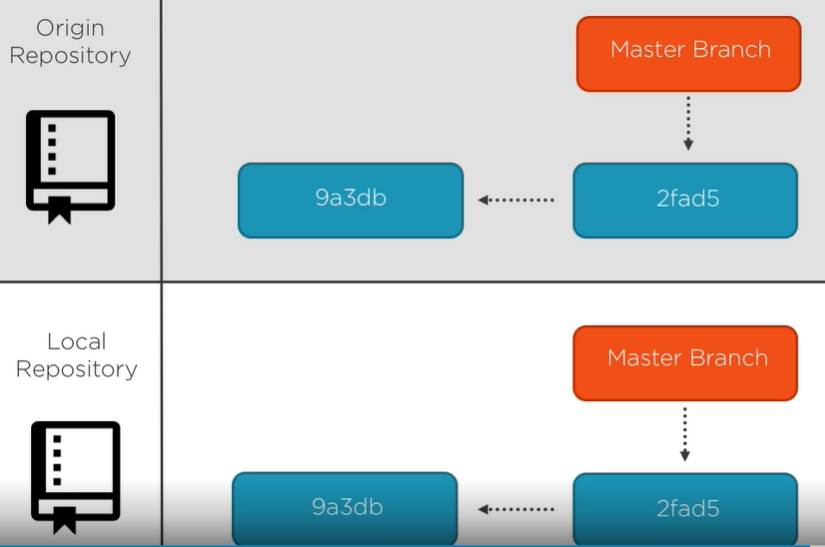 Origin
Repository
Master Branch
9a3db
2fad5
Local
Repository
Master Branch
9a3db
2fad5